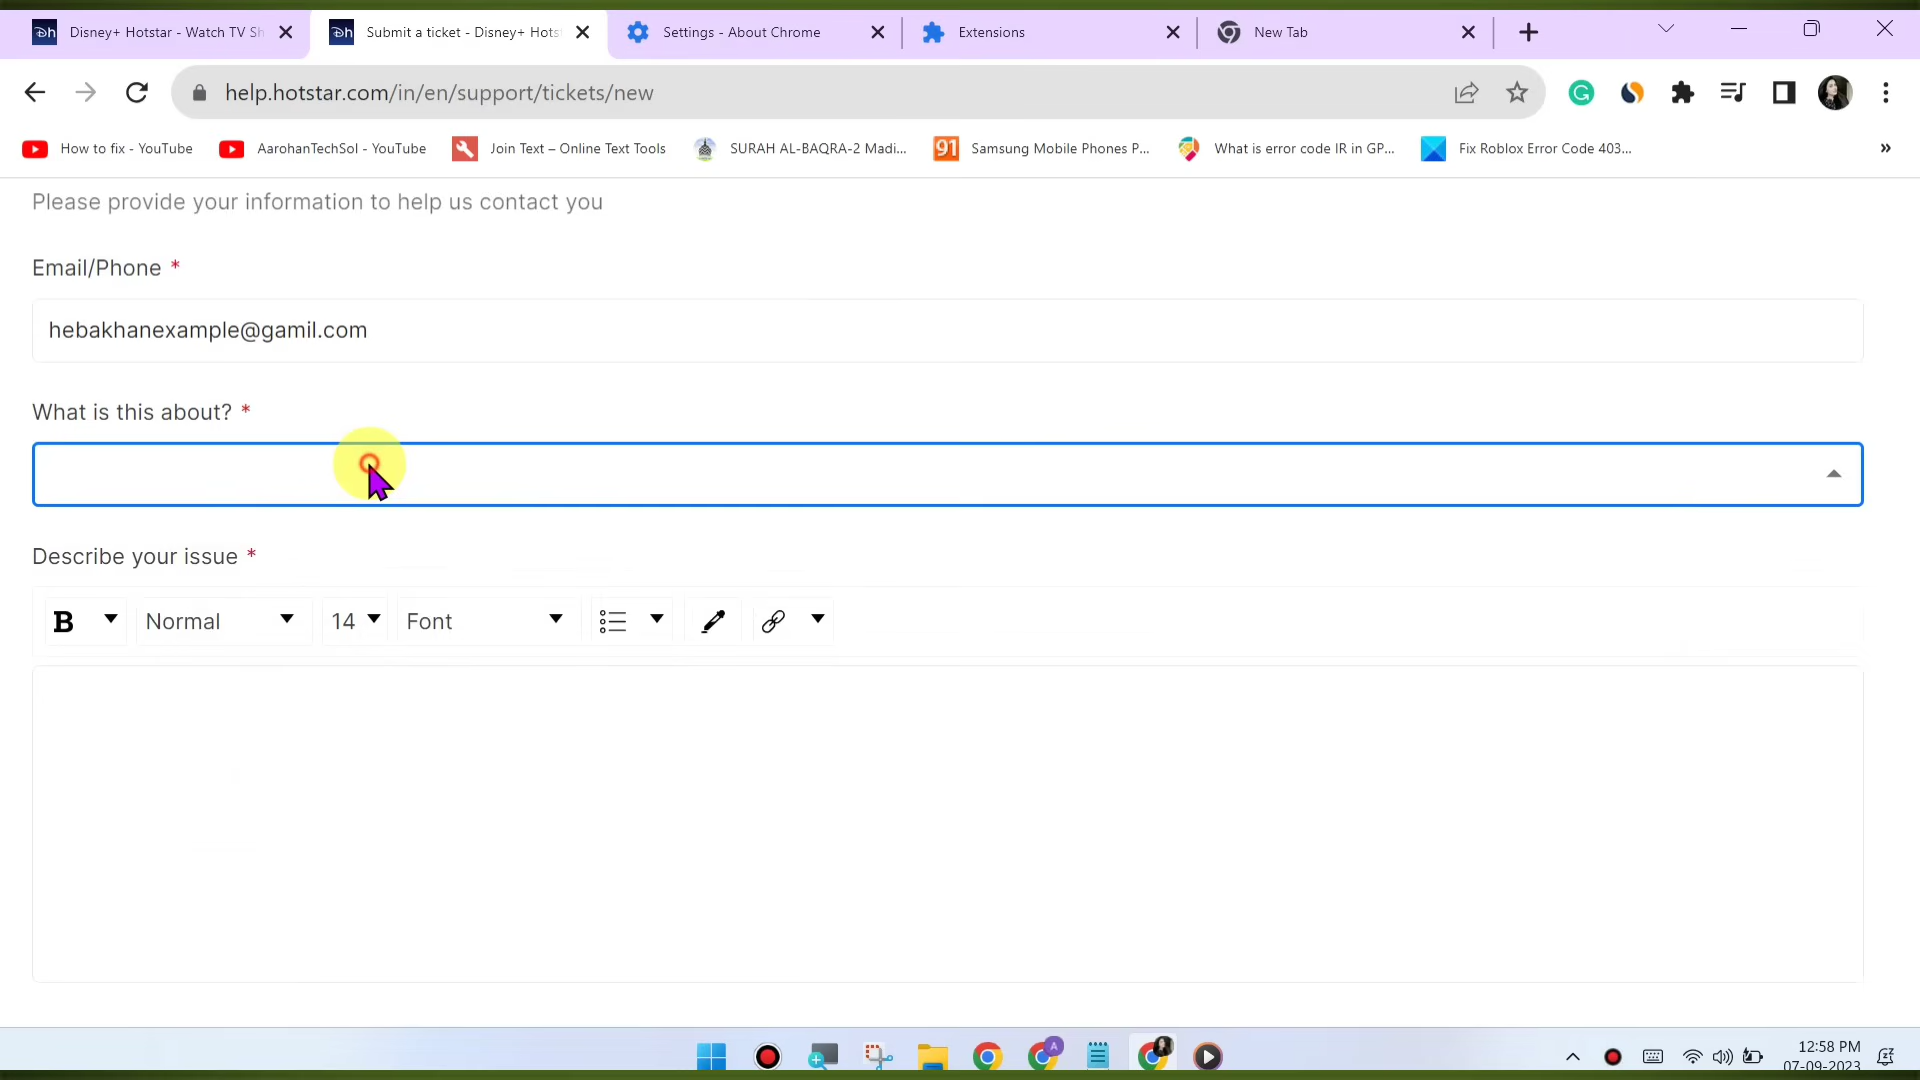 Disney+ Hotstar - Watch TV Sh
Submit a ticket - Disney+ Hots
Settings - About Chrome
Extensions
New Tab
help.hotstar.com/in/en/support/tickets/new
How to fix - YouTube
AarohanTechSol - YouTube
Join Text – Online Text Tools
SURAH AL-BAQRA-2 Madi...
91
Samsung Mobile Phones P...
What is error code IR in GP...
Fix Roblox Error Code 403...
»
Please provide your information to help us contact you
Email/Phone *
hebakhanexample@gamil.com
What is this about? *
Describe your issue *
B
Normal
14
Font
A
12:58 PM
07-09-2023